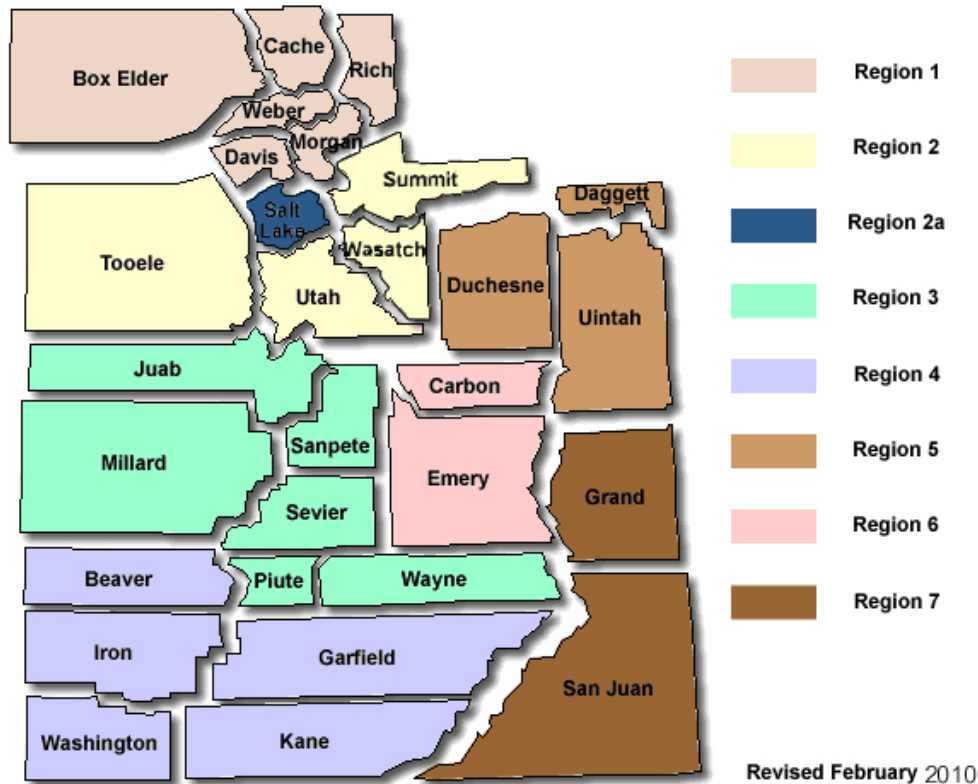 Cache
Box Elder
Rich
Weber
Morgan
Davis
Summit
Daggett
Salt
Lake
Wasatch
Tooele
Duchesne
Utah
Uintah
Juab
Carbon
Sanpete
Millard
Emery
Grand
Sevier
Beaver
Piute
Wayne
Iron
Garfield
San Juan
Washington
Kane
Region 1
Region 2
Region 2a
Region 3
Region 4
Region 5
Region 6
Region 7
Revised February 2010